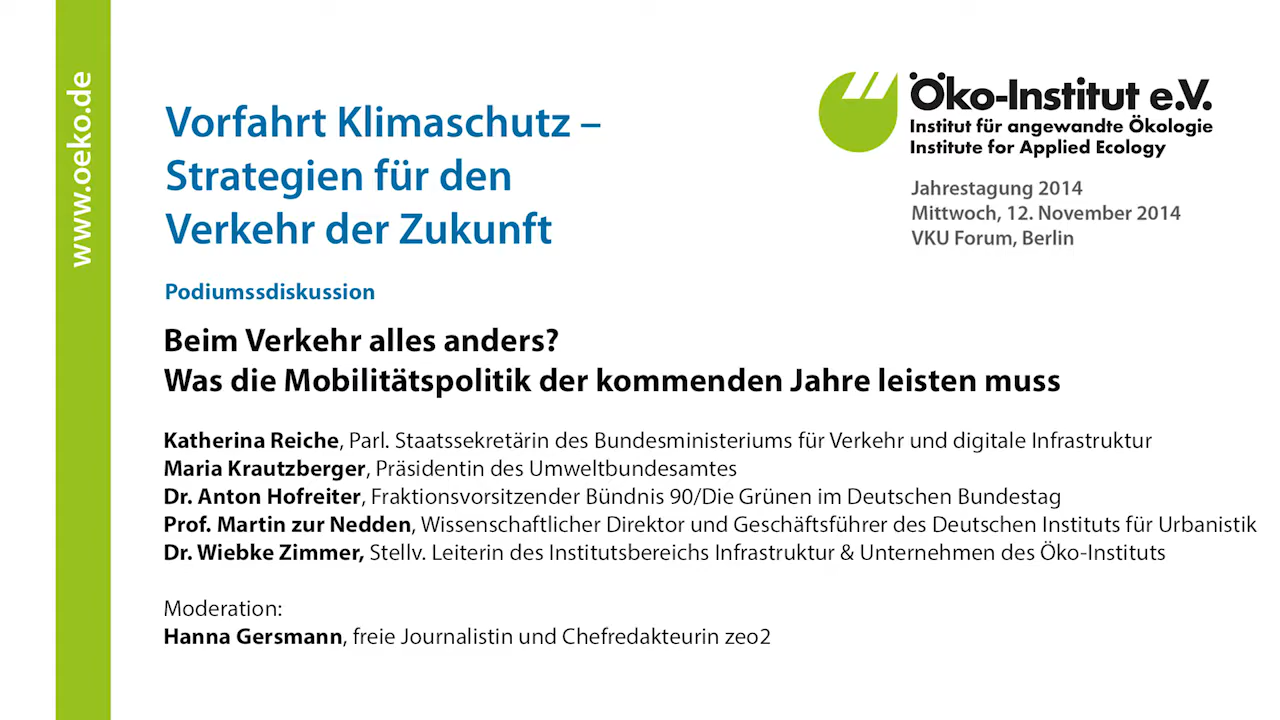 www.oeko.de
Vorfahrt Klimaschutz –
Strategien für den
Verkehr der Zukunft
Öko-Institut e.V.
Institut für angewandte Ökologie
Institute for Applied Ecology
Jahrestagung 2014
Mittwoch, 12. November 2014
VKU Forum, Berlin
Podiumssdiskussion
Beim Verkehr alles anders?
Was die Mobilitätspolitik der kommenden Jahre leisten muss
Katherina Reiche, Parl. Staatssekretärin des Bundesministeriums für Verkehr und digitale Infrastruktur
Maria Krautzberger, Präsidentin des Umweltbundesamtes
Dr. Anton Hofreiter, Fraktionsvorsitzender Bündnis 90/Die Grünen im Deutschen Bundestag
Prof. Martin zur Nedden, Wissenschaftlicher Direktor und Geschäftsführer des Deutschen Instituts für Urbanistik
Dr. Wiebke Zimmer, Stellv. Leiterin des Institutsbereichs Infrastruktur & Unternehmen des Öko-Instituts
Moderation:
Hanna Gersmann, freie Journalistin und Chefredakteurin zeo2